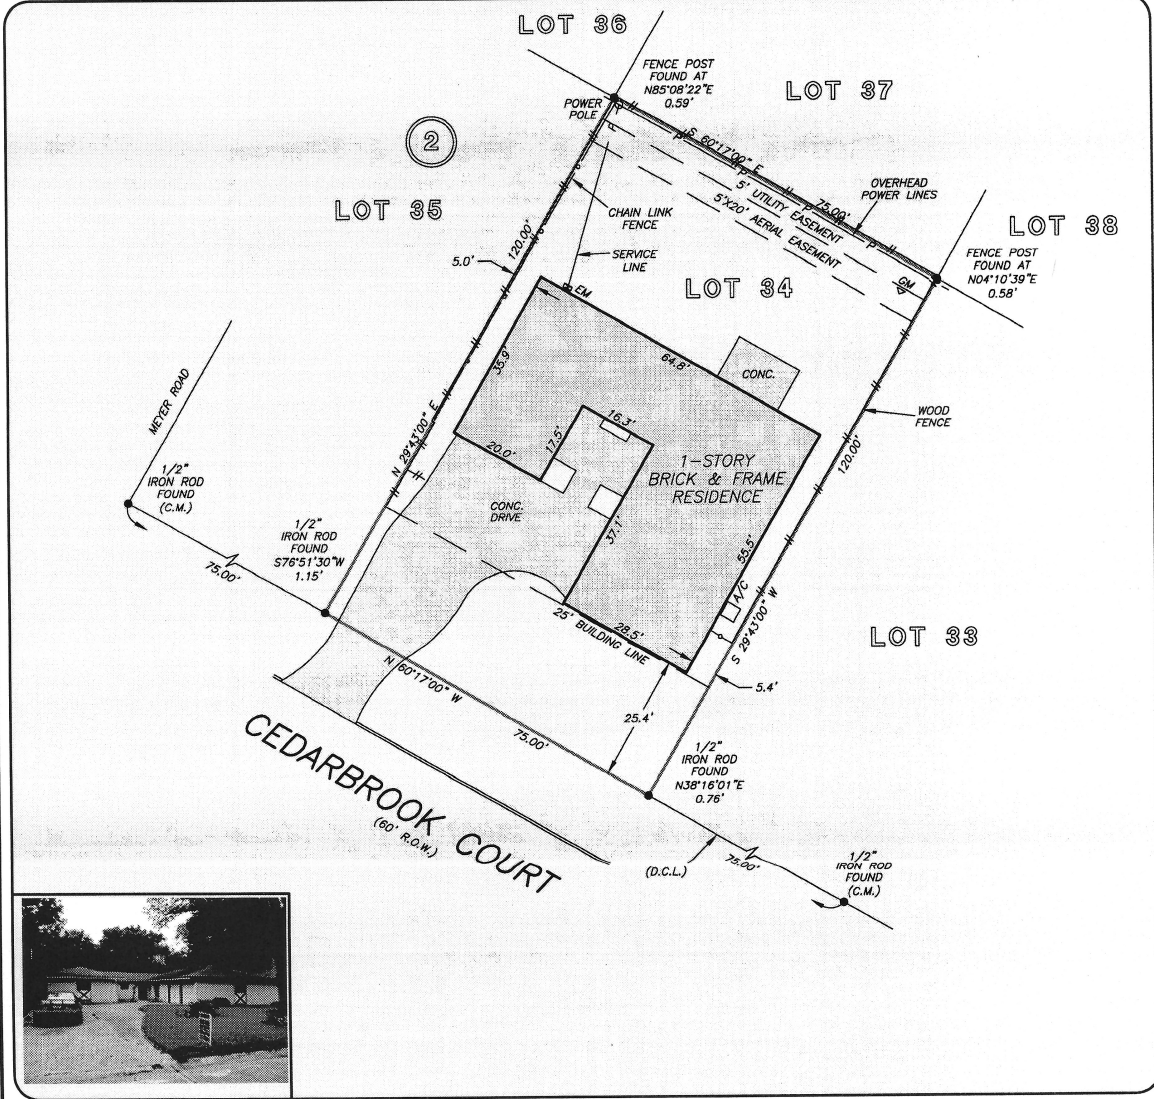 LOT 36
FENCE POST
FOUND AT
N85°08'22"E
0.59'
LOT 37
POWER
POLE
2
P
S 60°17'00" E
75.00'
P
P
P
P
OVERHEAD
POWER LINES
5' UTILITY EASEMENT
5'X20' AERIAL EASEMENT
LOT 35
CHAIN LINK
FENCE
120.00'
5.0'
SERVICE
LINE
LOT 38
FENCE POST
FOUND AT
N04°10'39"E
0.58'
GM
LOT 34
EM
64.8'
35.9'
CONC.
MEYER ROAD
N 29°43'00" E
16.3'
17.5'
20.0'
WOOD
FENCE
120.00'
1-STORY
BRICK & FRAME
RESIDENCE
1/2"
IRON ROD
FOUND
(C.M.)
CONC.
DRIVE
37.1'
55.5'
1/2"
IRON ROD
FOUND
S76°51'30"W
1.15'
75.00'
A/C
S 29°43'00" W
25' BUILDING LINE
28.5'
LOT 33
N 60°17'00" W
75.00'
5.4'
25.4'
CEDARBROOK COURT
(60' R.O.W.)
1/2"
IRON ROD
FOUND
N38°16'01"E
0.76'
(D.C.L.)
75.00'
1/2"
IRON ROD
FOUND
(C.M.)